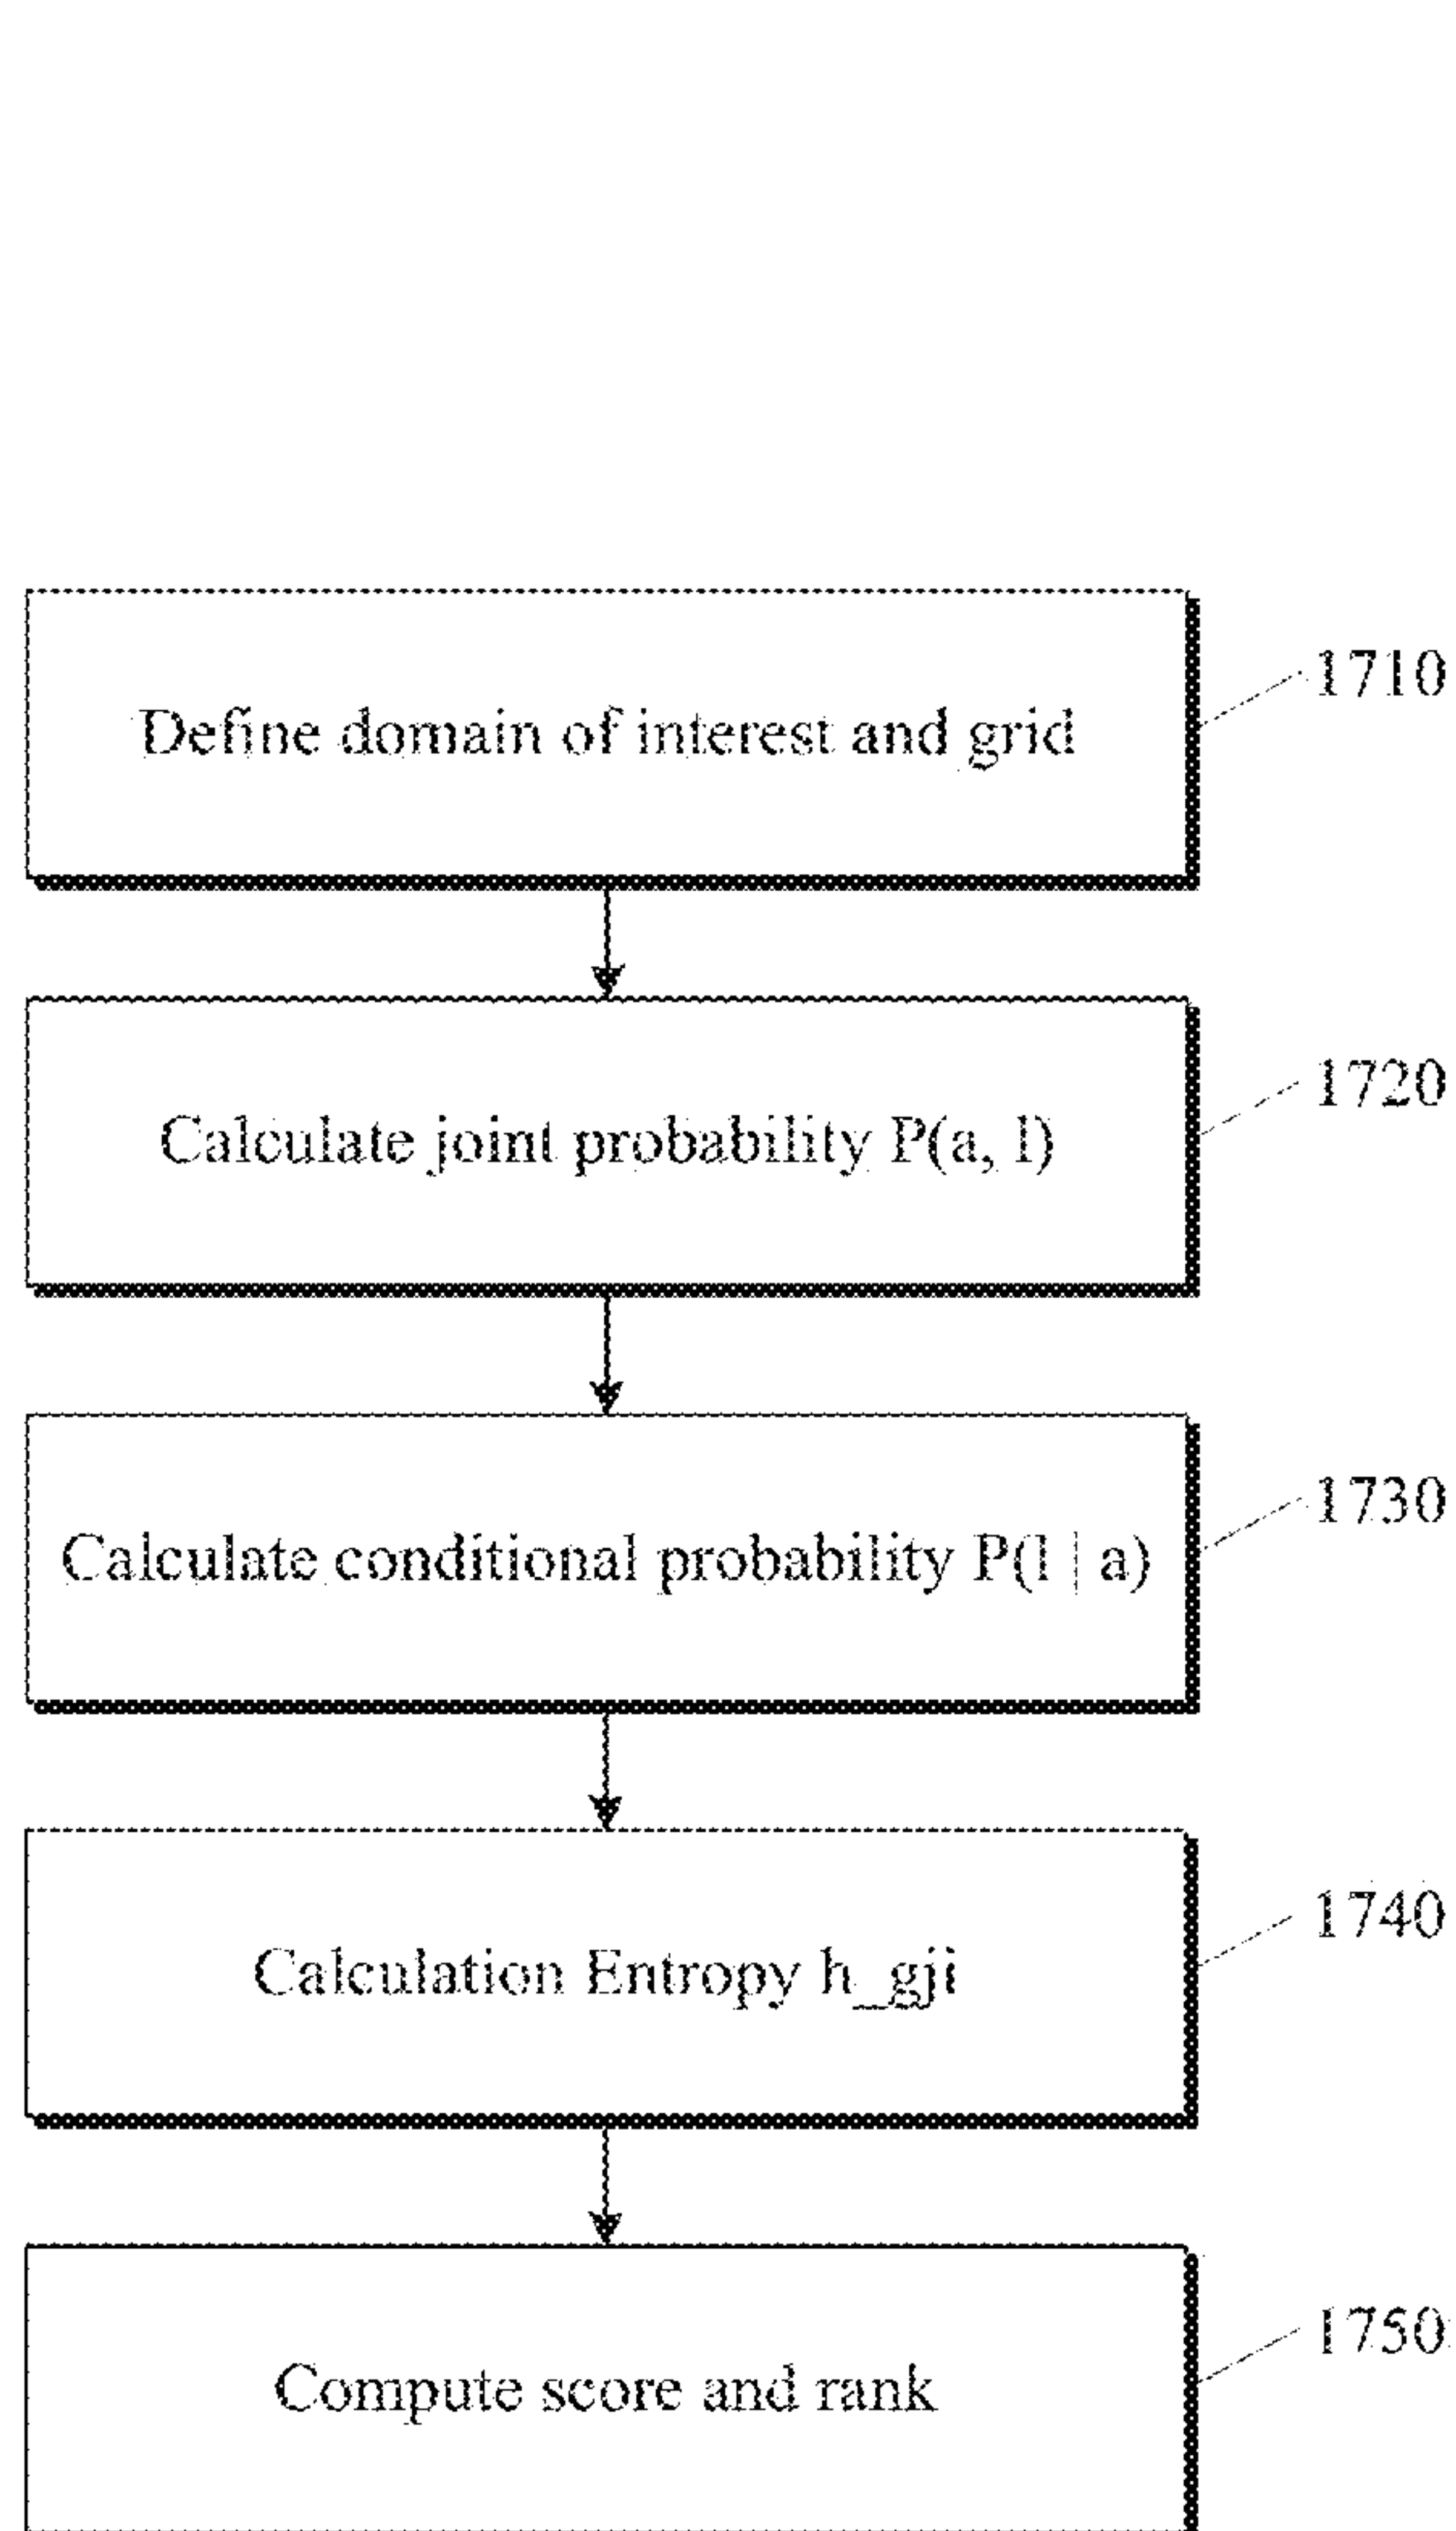 Define domain of interest and grid
1710
Calculate joint probability P(a, l)
1720
Calculate conditional probability P(l | a)
1730
Calculation Entropy h_gji
1740
Compute score and rank
1750